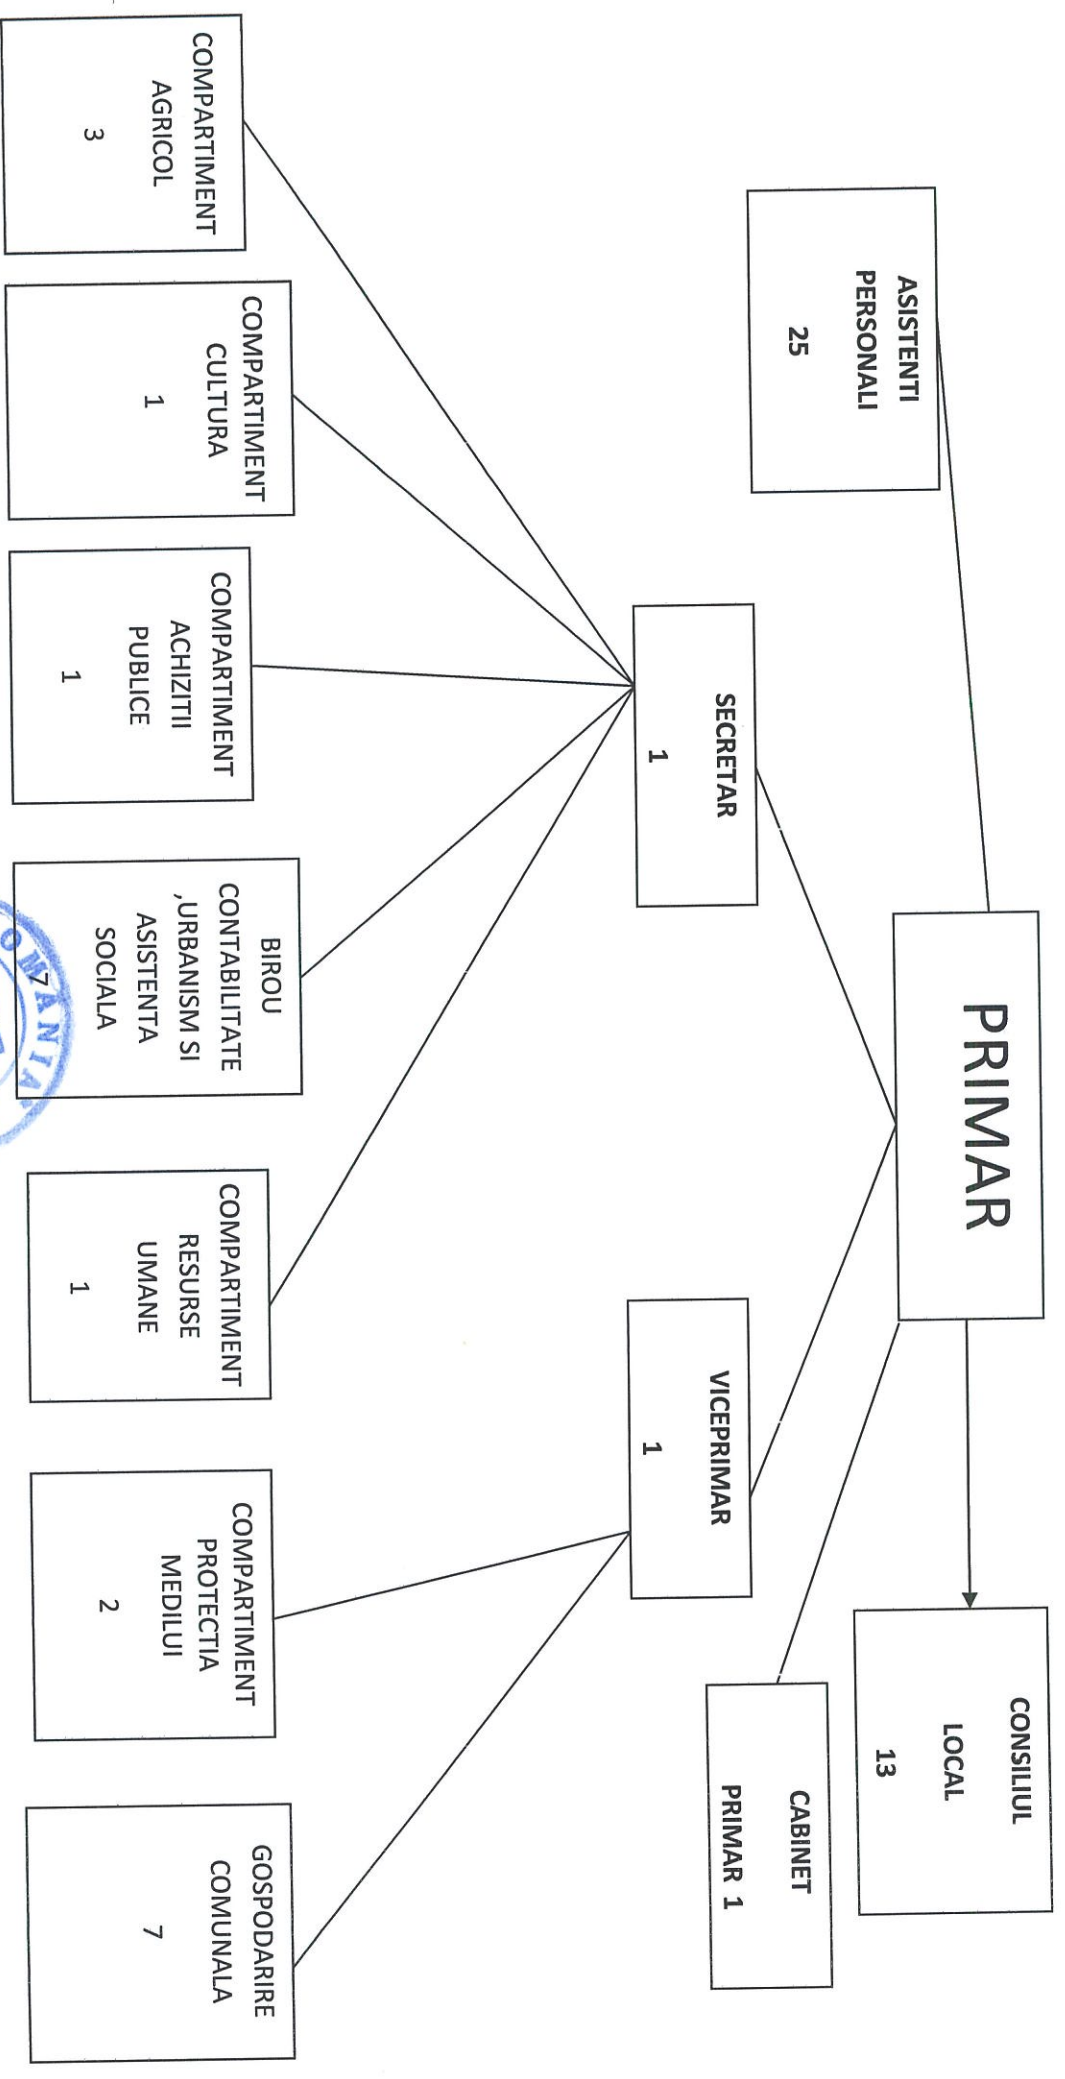 PRIMAR
CONSILIUL
LOCAL
13
ASISTENTI
PERSONALI
25
CABINET
PRIMAR 1
SECRETAR
1
VICEPRIMAR
1
COMPARTIMENT
AGRICOL
3
COMPARTIMENT
CULTURA
1
COMPARTIMENT
ACHIZITII
PUBLICE
1
BIROU
CONTABILITATE
,URBANISM SI
ASISTENTA
SOCIALA
7
COMPARTIMENT
RESURSE
UMANE
1
COMPARTIMENT
PROTECTIA
MEDILUI
2
GOSPODARIRE
COMUNALA
7